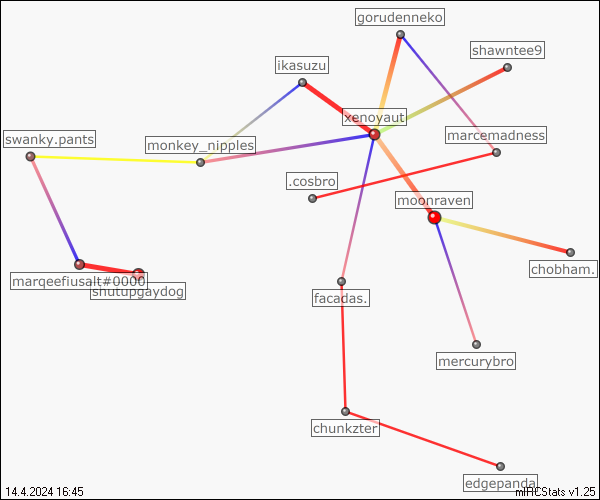 gorudenneko
shawntee9
ikasuzu
xenoyaut
swanky.pants
monkey_nipples
marcemadness
.cosbro
moonraven
chobham.
marqeefiusalt#0000
shutupgaydog
facadas.
mercurybro
chunkzter
edgepanda
14.4.2024 16:45
mIRCStats v1.25